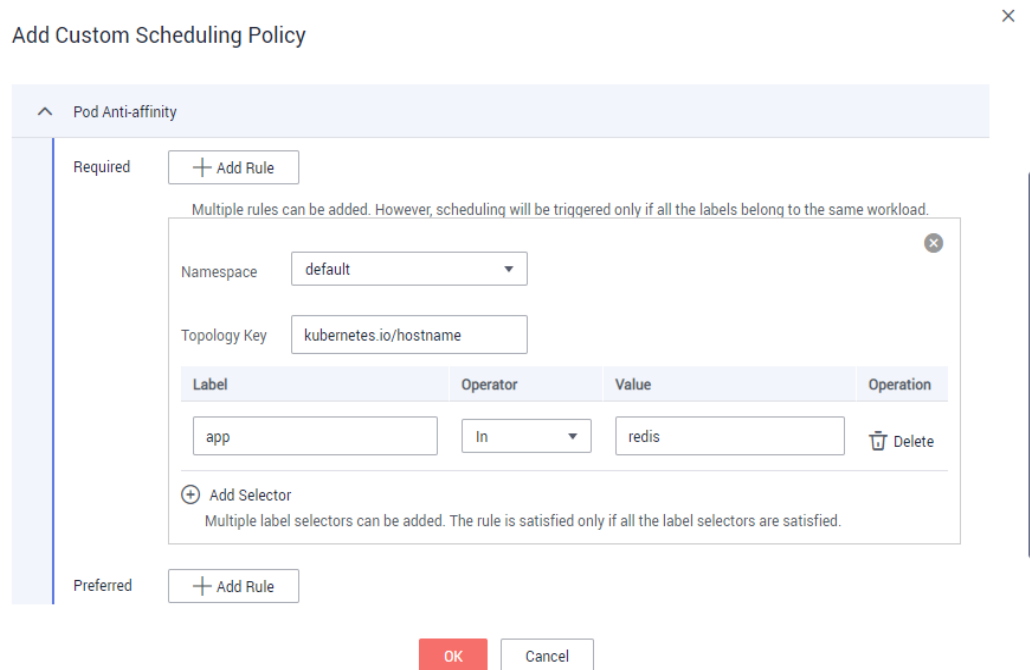 Add Custom Scheduling Policy
Pod Anti-affinity
Required
Add Rule
Multiple rules can be added. However, scheduling will be triggered only if all the labels belong to the same workload.
Namespace
default
Topology Key
kubernetes.io/hostname
Label Operator Value Operation
app In redis Delete
Add Selector
Multiple label selectors can be added. The rule is satisfied only if all the label selectors are satisfied.
Preferred
Add Rule
OK Cancel